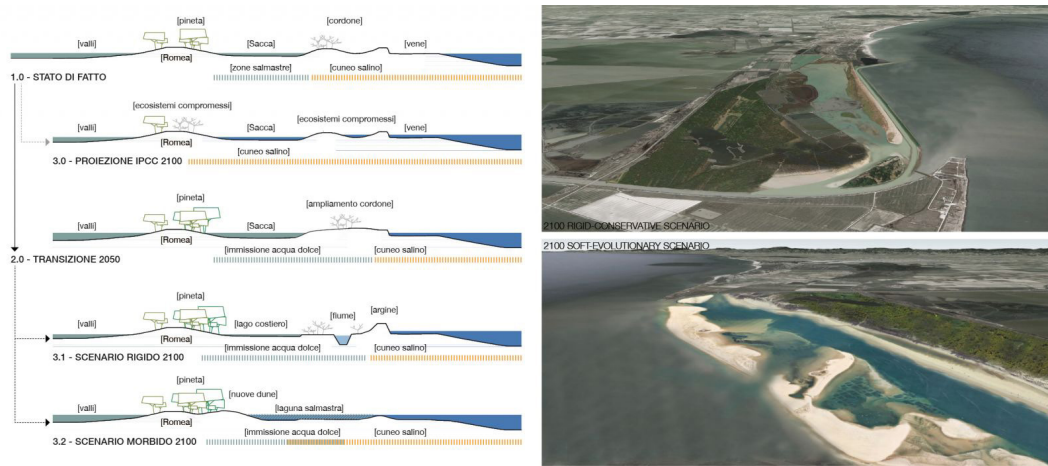 [pineta] [cordone]
[valli] [Sacca] [vene]
[Romea]
[zone salmastre] [cuneo salino]
1.0 - STATO DI FATTO
[ecosistemi compromessi]
[ecosistemi compromessi]
[valli] [Sacca] [vene]
[Romea]
[cuneo salino]
3.0 - PROIEZIONE IPCC 2100
[pineta] [ampliamento cordone]
[valli] [Sacca]
[Romea]
[immissione acqua dolce] [cuneo salino]
2.0 - TRANSIZIONE 2050
[pineta] [argine]
[fiume]
[valli] [lago costiero]
[Romea]
[immissione acqua dolce] [cuneo salino]
3.1 - SCENARIO RIGIDO 2100
[pineta]
[nuove dune]
[valli] [laguna salmastra]
[Romea]
[immissione acqua dolce] [cuneo salino]
3.2 - SCENARIO MORBIDO 2100
2100 RIGID-CONSERVATIVE SCENARIO
2100 SOFT-EVOLUTIONARY SCENARIO